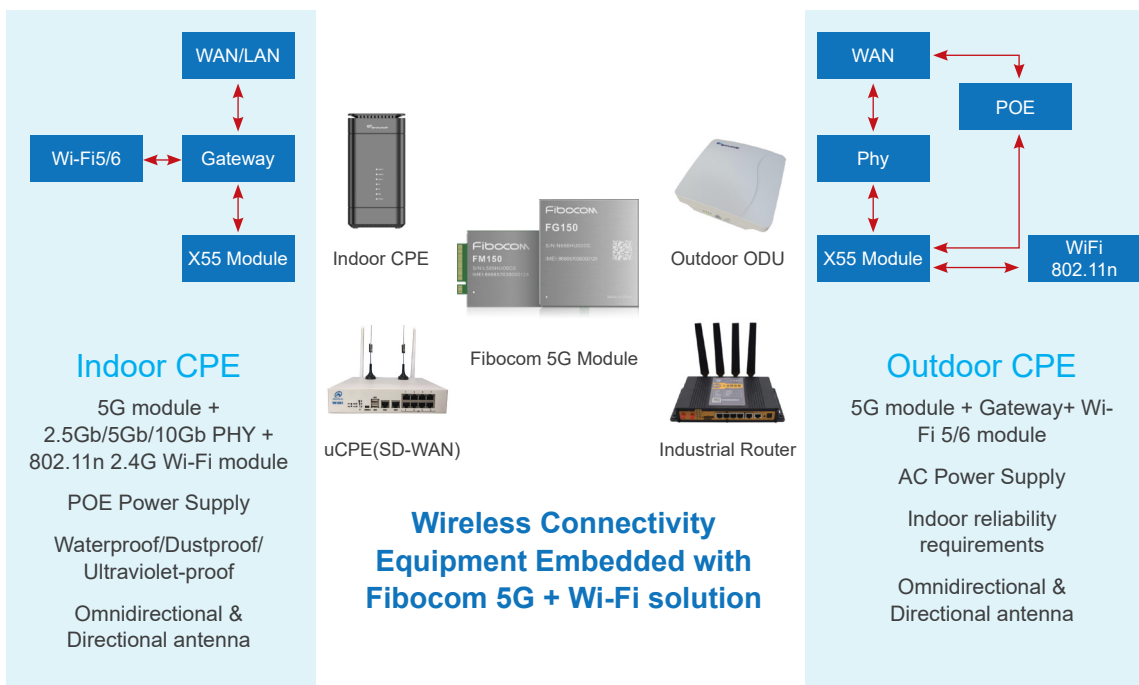 WAN/LAN
Wi-Fi5/6
Gateway
X55 Module
Indoor CPE
5G module +
2.5Gb/5Gb/10Gb PHY +
802.11n 2.4G Wi-Fi module
POE Power Supply
Waterproof/Dustproof/
Ultraviolet-proof
Omnidirectional &
Directional antenna
Indoor CPE
Fibocom
FM150
Fibocom
FG150
Outdoor ODU
Fibocom 5G Module
uCPE(SD-WAN)
Industrial Router
Wireless Connectivity
Equipment Embedded with
Fibocom 5G + Wi-Fi solution
WAN
POE
Phy
X55 Module
WiFi
802.11n
Outdoor CPE
5G module + Gateway+ Wi-
Fi 5/6 module
AC Power Supply
Indoor reliability
requirements
Omnidirectional &
Directional antenna